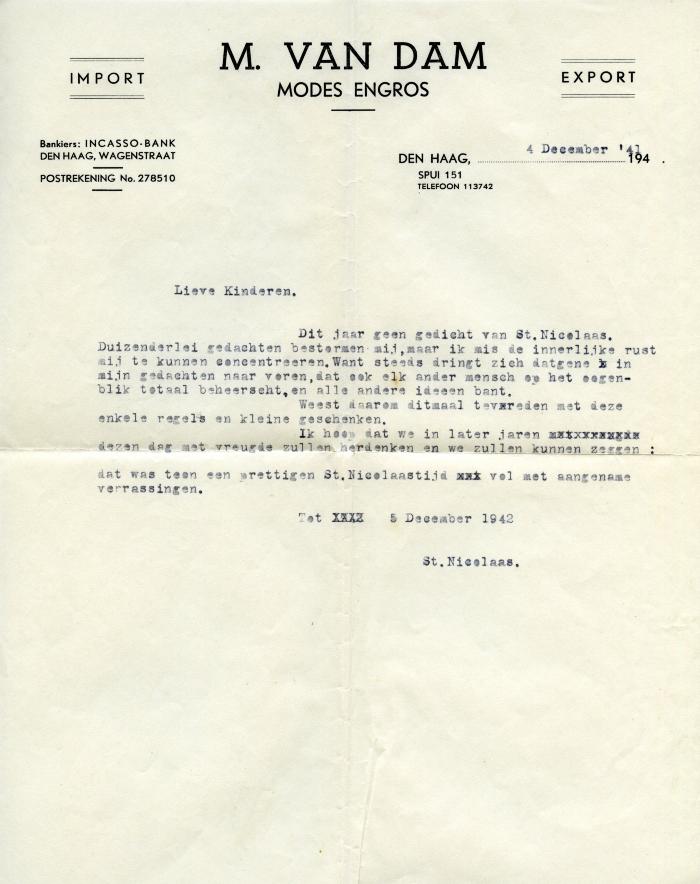 M. VAN DAM
MODES ENGROS
IMPORT
EXPORT
Bankiers: INCASSO-BANK
DEN HAAG, WAGENSTRAAT
POSTREKENING No. 278510
DEN HAAG, 4 December '41 194 .
SPUI 151
TELEFOON 113742
Lieve Kinderen.
Dit jaar geen gedicht van St.Nicolaas.
Duizenderlei gedachten bestormen mij,maar ik mis de innerlijke rust
mij te kunnen concentreeren.Want steeds dringt zich datgene in
mijn gedachten naar voren,dat ook elk ander mensch op het oogen-
blik totaal beheerscht,en alle andere ideeen bant.
Weest daarom ditmaal tevreden met deze
enkele regels en kleine geschenken.
Ik hoop dat we in later jaren
dezen dag met vreugde zullen herdenken en we zullen kunnen zeggen :
dat was toen een prettigen St.Nicolaastijd xxx vol met aangename
verrassingen.
Tot XXXX 5 December 1942
St.Nicolaas.